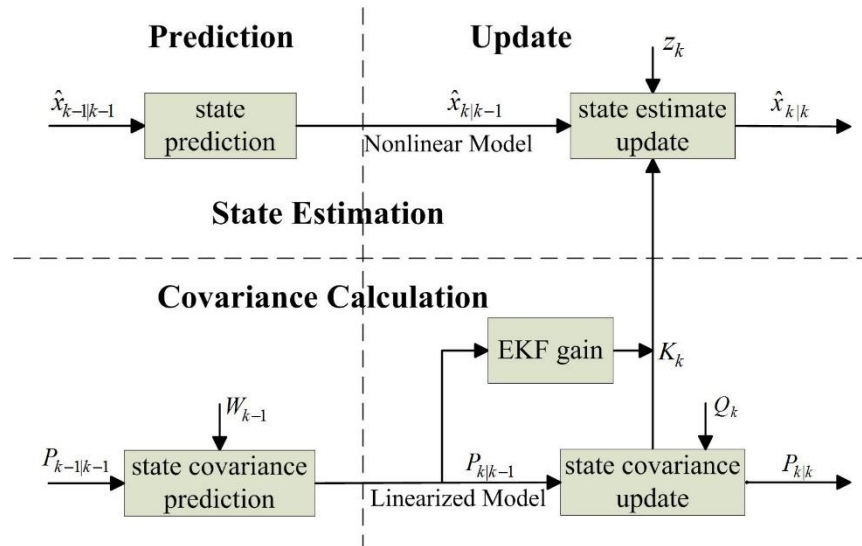 Prediction
Update
z_k
x̂_{k-1|k-1}
state
prediction
x̂_{k|k-1}
Nonlinear Model
state estimate
update
x̂_{k|k}
State Estimation
Covariance Calculation
EKF gain
K_k
W_{k-1}
Q_k
P_{k-1|k-1}
state covariance
prediction
P_{k|k-1}
Linearized Model
state covariance
update
P_{k|k}